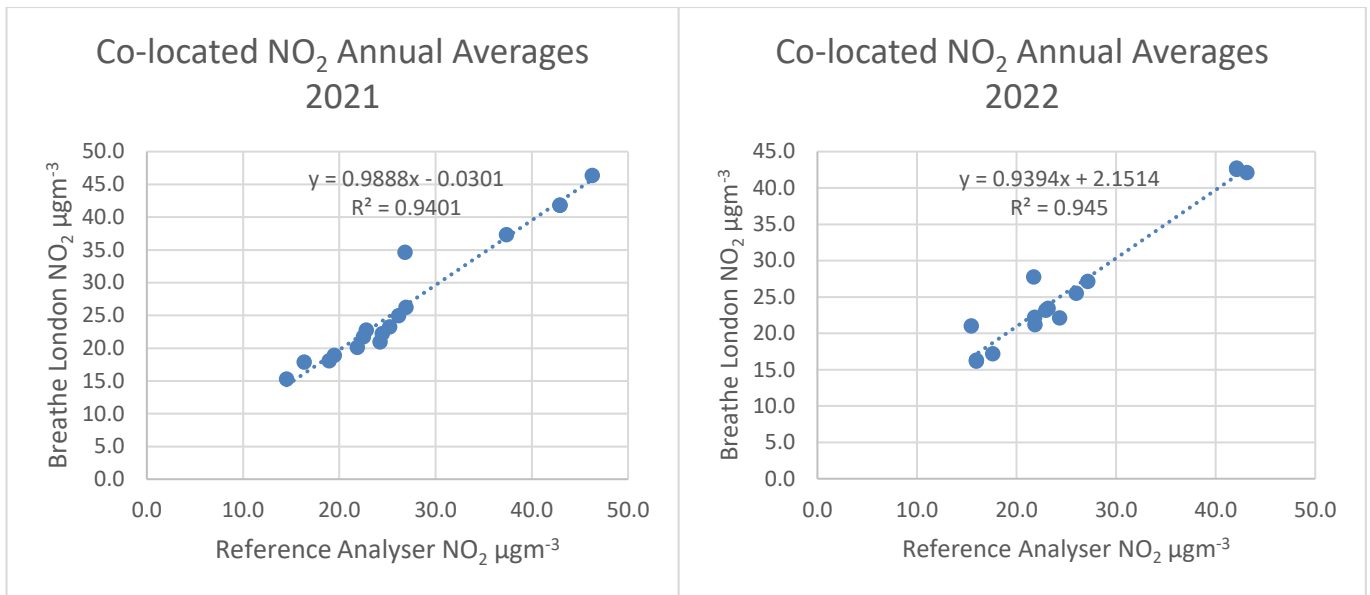 Co-located NO₂ Annual Averages
2021
Breathe London NO₂ µgm⁻³
50.0
45.0
40.0
35.0
30.0
25.0
20.0
15.0
10.0
5.0
0.0
y = 0.9888x - 0.0301
R² = 0.9401
0.0 10.0 20.0 30.0 40.0 50.0
Reference Analyser NO₂ µgm⁻³
Co-located NO₂ Annual Averages
2022
Breathe London NO₂ µgm⁻³
45.0
40.0
35.0
30.0
25.0
20.0
15.0
10.0
5.0
0.0
y = 0.9394x + 2.1514
R² = 0.945
0.0 10.0 20.0 30.0 40.0 50.0
Reference Analyser NO₂ µgm⁻³